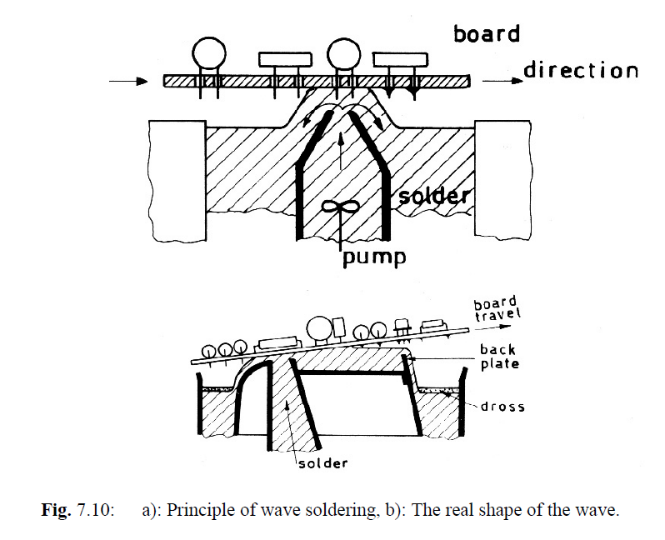 board
direction
solder
pump
board
travel
back
plate
dross
solder
Fig. 7.10: a): Principle of wave soldering, b): The real shape of the wave.